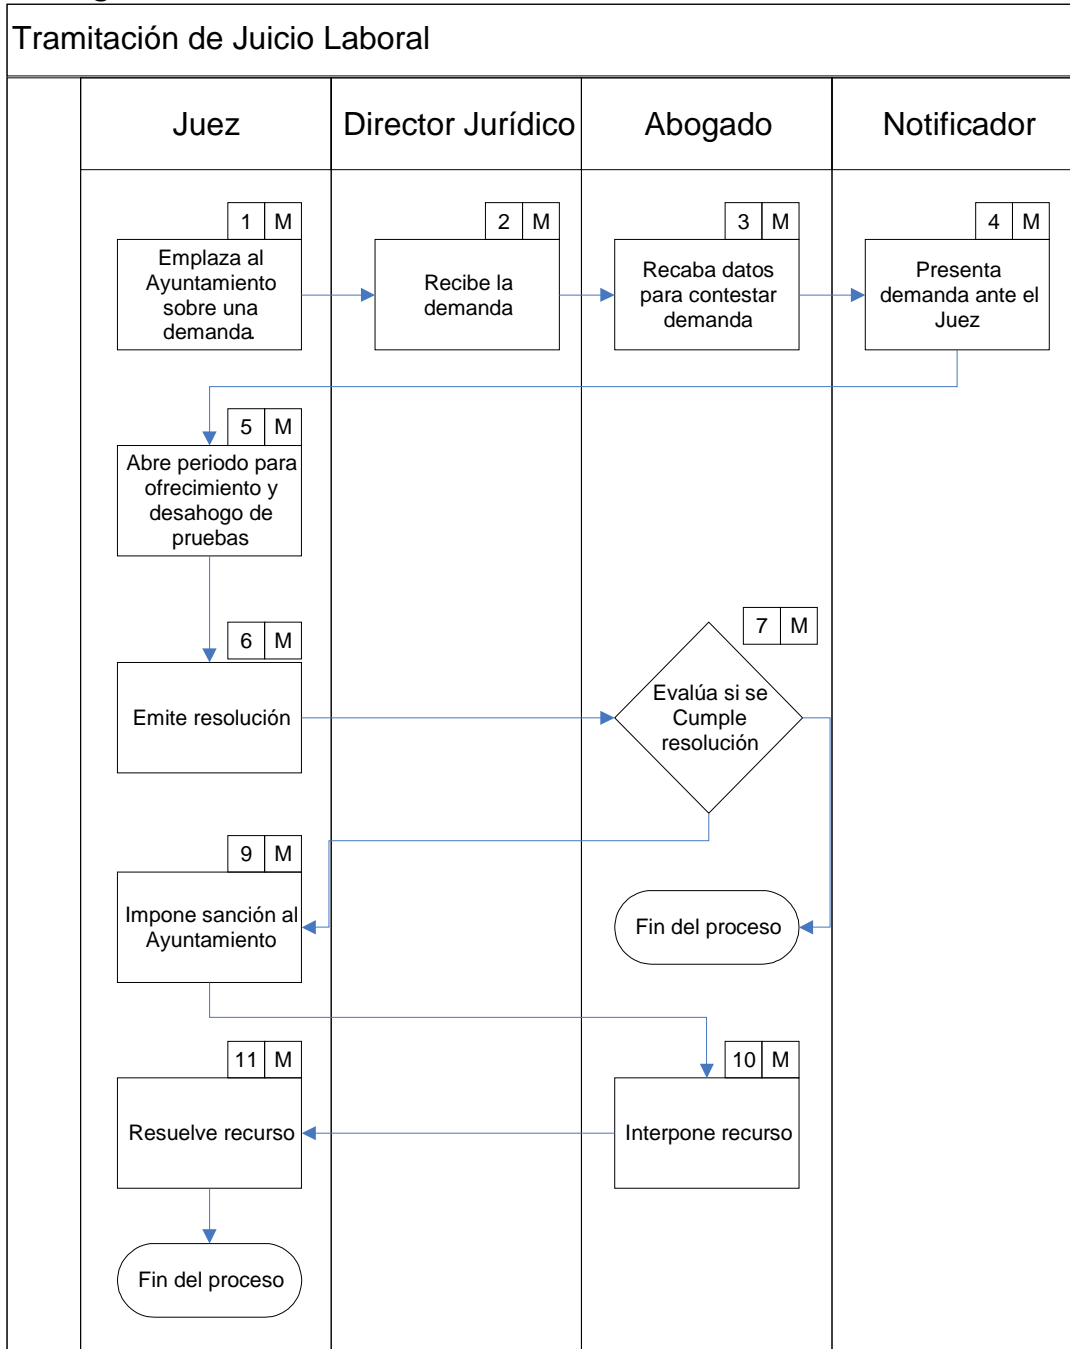 Tramitación de Juicio Laboral
Juez
Director Jurídico
Abogado
Notificador
1 M
Emplaza al
Ayuntamiento
sobre una
demanda.
2 M
Recibe la
demanda
3 M
Recaba datos
para contestar
demanda
4 M
Presenta
demanda ante el
Juez
5 M
Abre periodo para
ofrecimiento y
desahogo de
pruebas
6 M
Emite resolución
7 M
Evalúa si se
Cumple
resolución
9 M
Impone sanción al
Ayuntamiento
Fin del proceso
10 M
Interpone recurso
11 M
Resuelve recurso
Fin del proceso